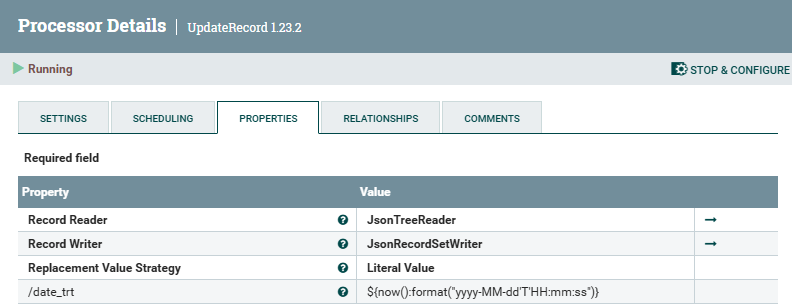 Processor Details | UpdateRecord 1.23.2
Running
STOP & CONFIGURE
SETTINGS SCHEDULING PROPERTIES RELATIONSHIPS COMMENTS
Required field
Property Value
Record Reader JsonTreeReader
Record Writer JsonRecordSetWriter
Replacement Value Strategy Literal Value
/date_trt ${now():format("yyyy-MM-dd'T'HH:mm:ss")}